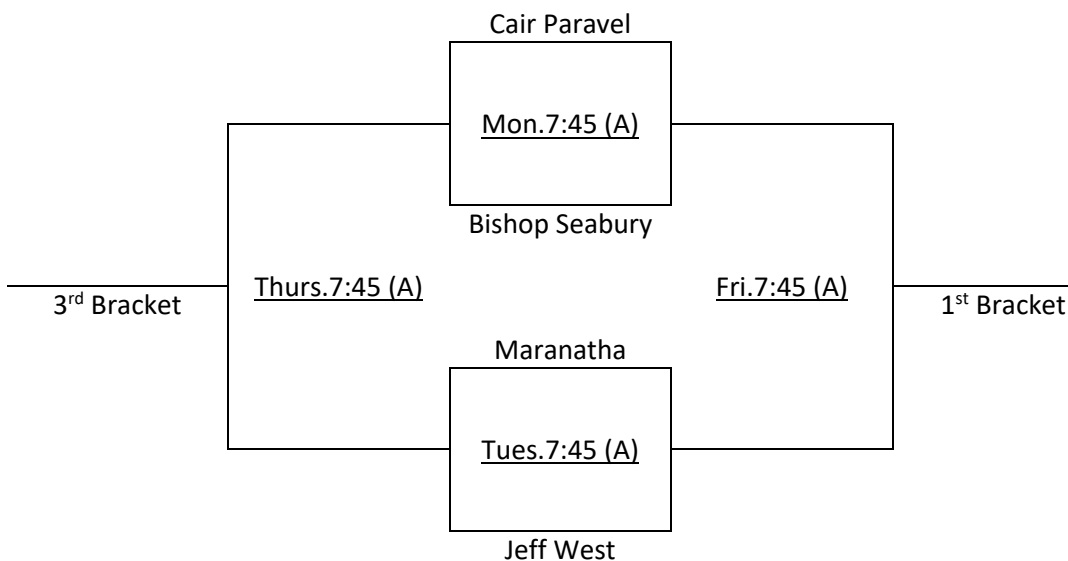 Cair Paravel
Mon.7:45 (A)
Bishop Seabury
Thurs.7:45 (A)
Fri.7:45 (A)
3rd Bracket
1st Bracket
Maranatha
Tues.7:45 (A)
Jeff West